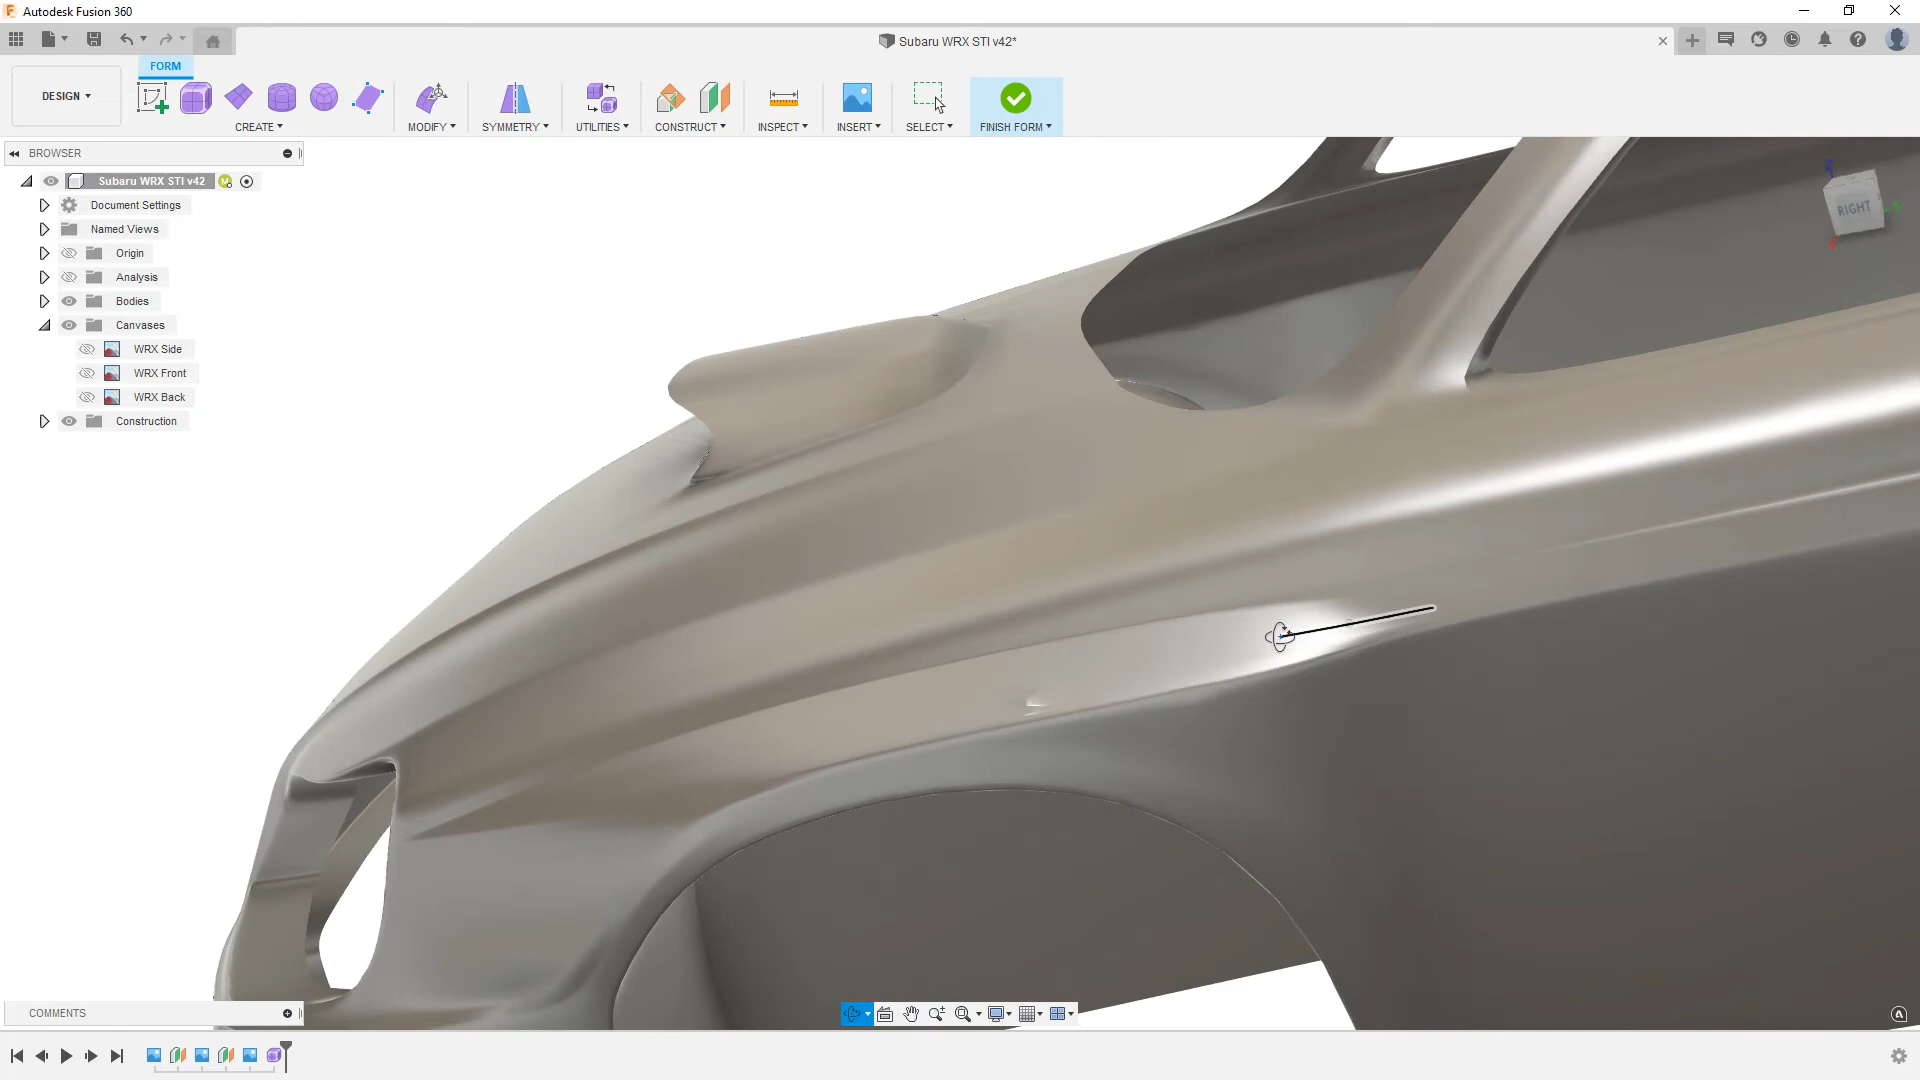 Autodesk Fusion 360
Subaru WRX STI v42*
FORM
DESIGN
CREATE
MODIFY
SYMMETRY
UTILITIES
CONSTRUCT
INSPECT
INSERT
SELECT
FINISH FORM
BROWSER
Subaru WRX STI v42
Document Settings
Named Views
Origin
Analysis
Bodies
Canvases
WRX Side
WRX Front
WRX Back
Construction
Z
RIGHT
X
COMMENTS